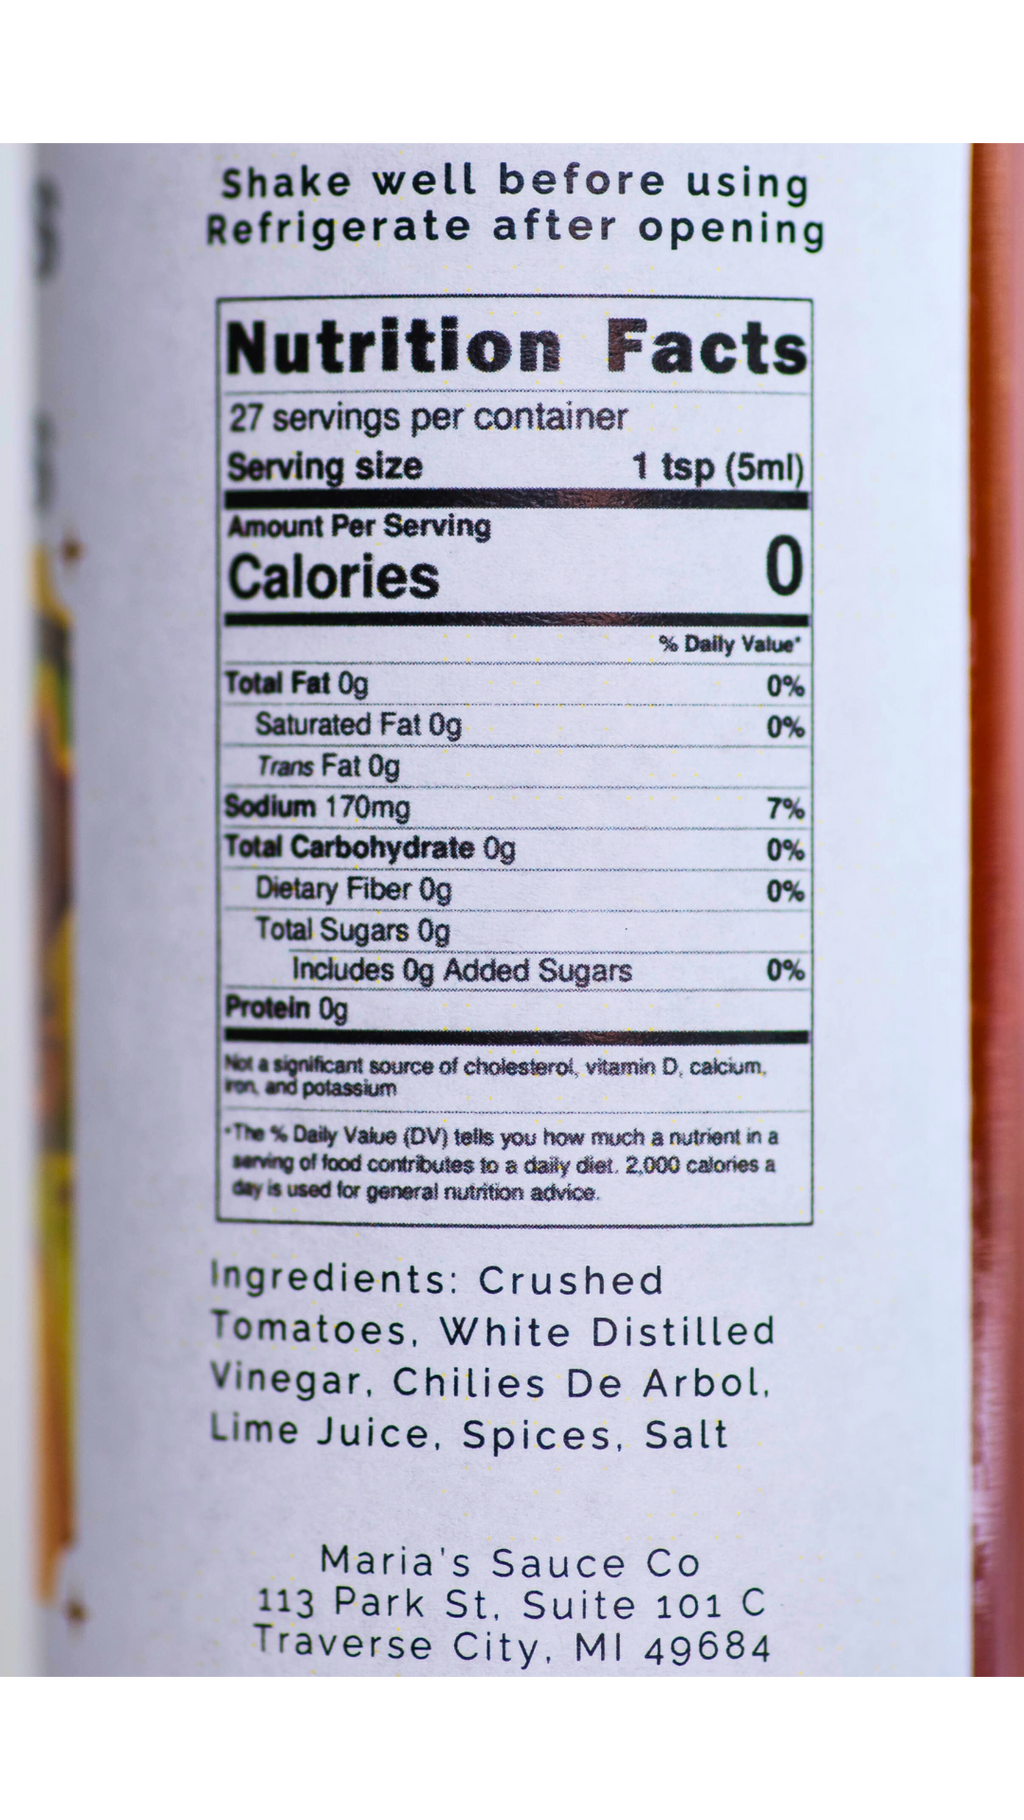 Shake well before using
Refrigerate after opening
Nutrition Facts
27 servings per container
Serving size 1 tsp (5ml)
Amount Per Serving
Calories 0
% Daily Value*
Total Fat 0g 0%
Saturated Fat 0g 0%
Trans Fat 0g
Sodium 170mg 7%
Total Carbohydrate 0g 0%
Dietary Fiber 0g 0%
Total Sugars 0g
Includes 0g Added Sugars 0%
Protein 0g
Not a significant source of cholesterol, vitamin D, calcium,
iron, and potassium
*The % Daily Value (DV) tells you how much a nutrient in a
serving of food contributes to a daily diet. 2,000 calories a
day is used for general nutrition advice.
Ingredients: Crushed
Tomatoes, White Distilled
Vinegar, Chilies De Arbol,
Lime Juice, Spices, Salt
Maria's Sauce Co
113 Park St, Suite 101 C
Traverse City, MI 49684